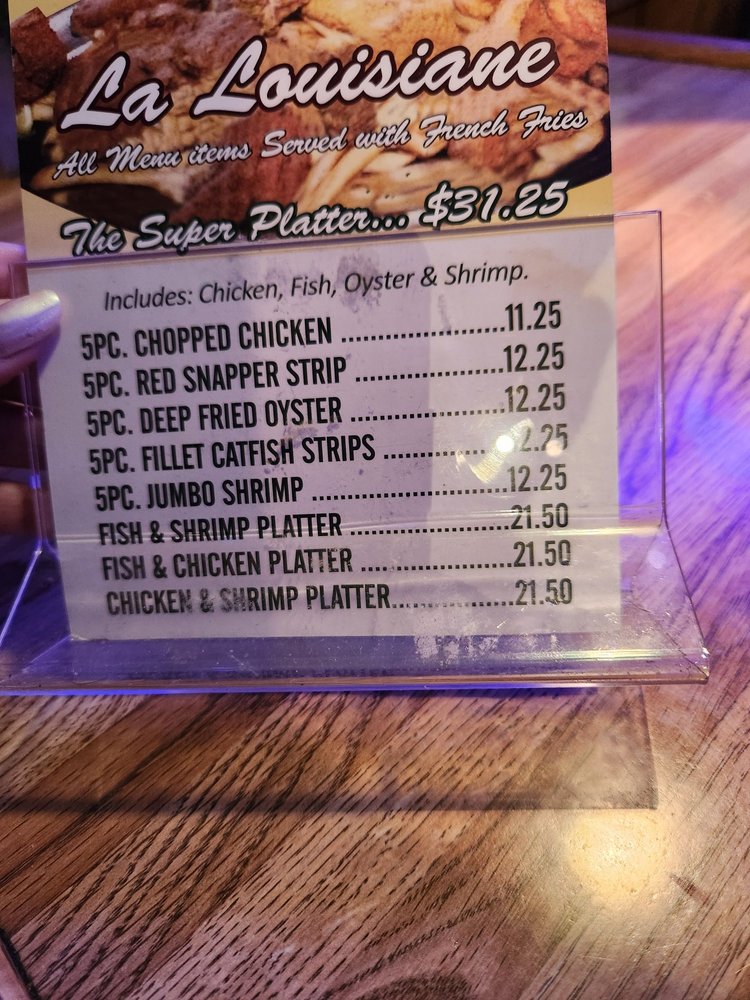 La Louisiane
All Menu items Served with French Fries
The Super Platter... $31.25
Includes: Chicken, Fish, Oyster & Shrimp.
5PC. CHOPPED CHICKEN ........................11.25
5PC. RED SNAPPER STRIP .....................12.25
5PC. DEEP FRIED OYSTER .......................12.25
5PC. FILLET CATFISH STRIPS ................. 2.25
5PC. JUMBO SHRIMP .............................12.25
FISH & SHRIMP PLATTER .......................21.50
FISH & CHICKEN PLATTER ......................21.50
CHICKEN & SHRIMP PLATTER..................21.50